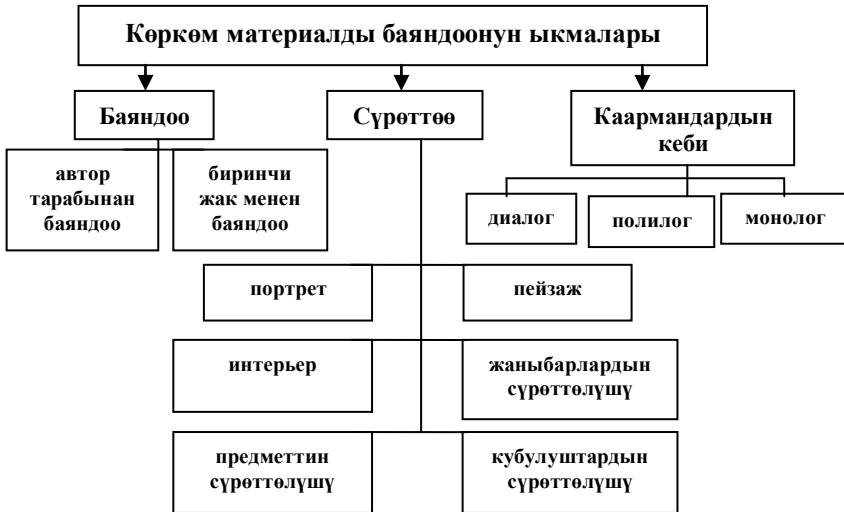 Көркөм материалды баяндоонун ыкмалары
Баяндоо
Сүрөттөө
Каармандардын
кеби
автор
тарабынан
баяндоо
биринчи
жак менен
баяндоо
диалог
полилог
монолог
портрет
пейзаж
интерьер
жаныбарлардын
сүрөттөлүшү
предметтин
сүрөттөлүшү
кубулуштардын
сүрөттөлүшү